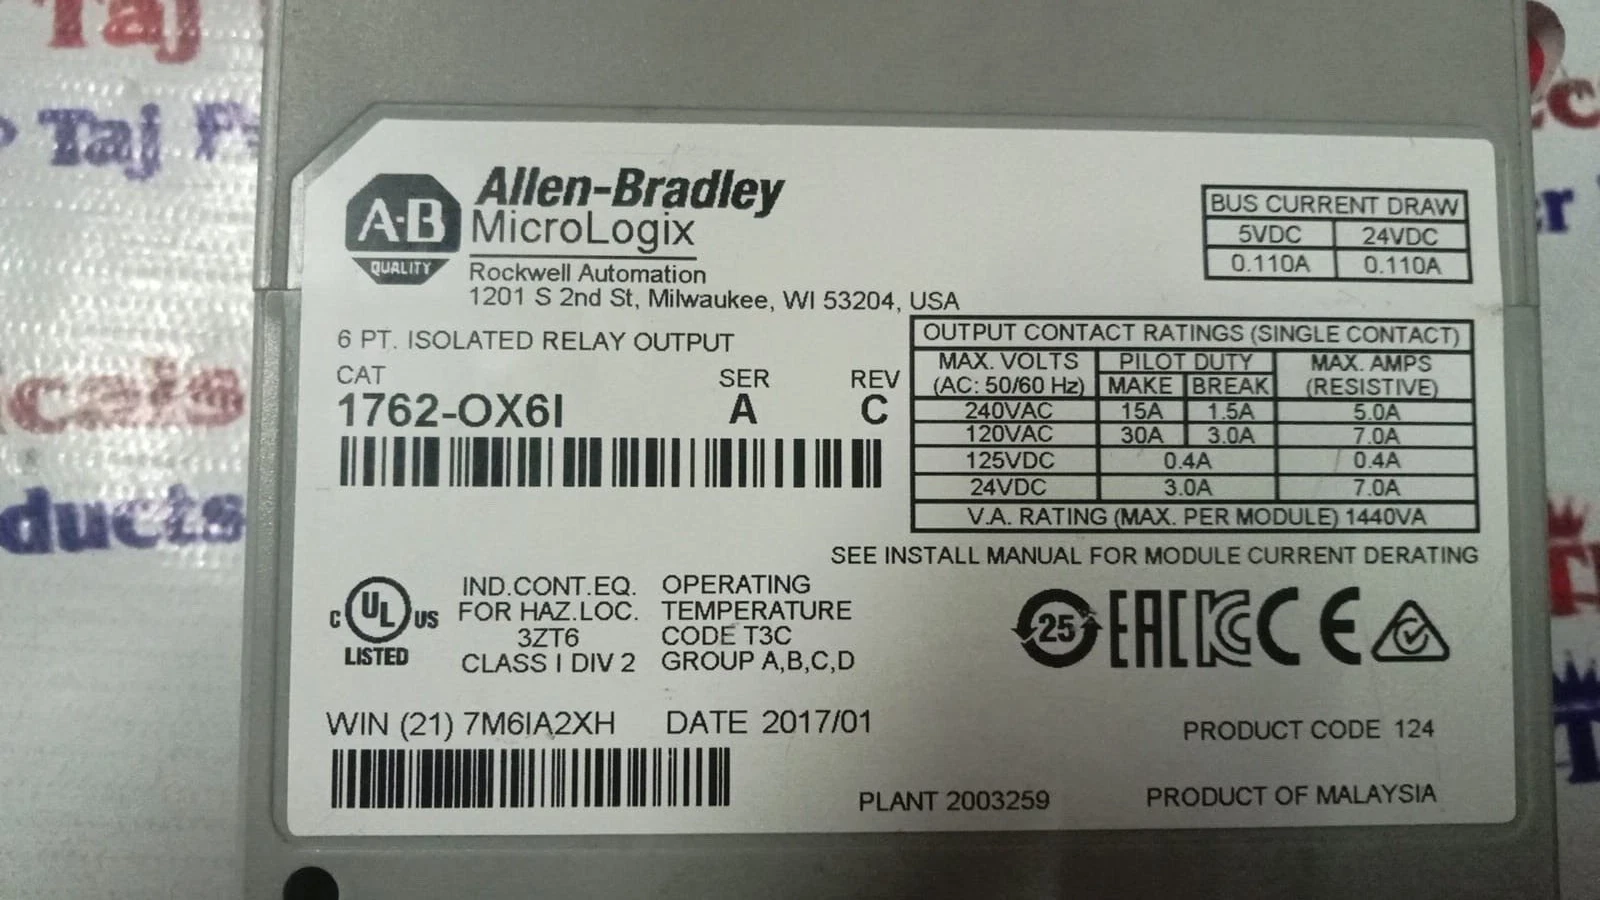 Taj
Taj
A-B
QUALITY
Allen-Bradley
MicroLogix
Rockwell Automation
1201 S 2nd St, Milwaukee, WI 53204, USA
BUS CURRENT DRAW
5VDC 24VDC
0.110A 0.110A
6 PT. ISOLATED RELAY OUTPUT
CAT SER REV
1762-OX6I A C
OUTPUT CONTACT RATINGS (SINGLE CONTACT)
MAX. VOLTS PILOT DUTY MAX. AMPS
(AC: 50/60 Hz) MAKE BREAK (RESISTIVE)
240VAC 15A 1.5A 5.0A
120VAC 30A 3.0A 7.0A
125VDC 0.4A 0.4A
24VDC 3.0A 7.0A
V.A. RATING (MAX. PER MODULE) 1440VA
SEE INSTALL MANUAL FOR MODULE CURRENT DERATING
C UL US
LISTED
IND.CONT.EQ.
FOR HAZ.LOC.
3ZT6
CLASS I DIV 2
OPERATING
TEMPERATURE
CODE T3C
GROUP A,B,C,D
25 EAC KC CE
WIN (21) 7M6IA2XH DATE 2017/01
PRODUCT CODE 124
PLANT 2003259
PRODUCT OF MALAYSIA